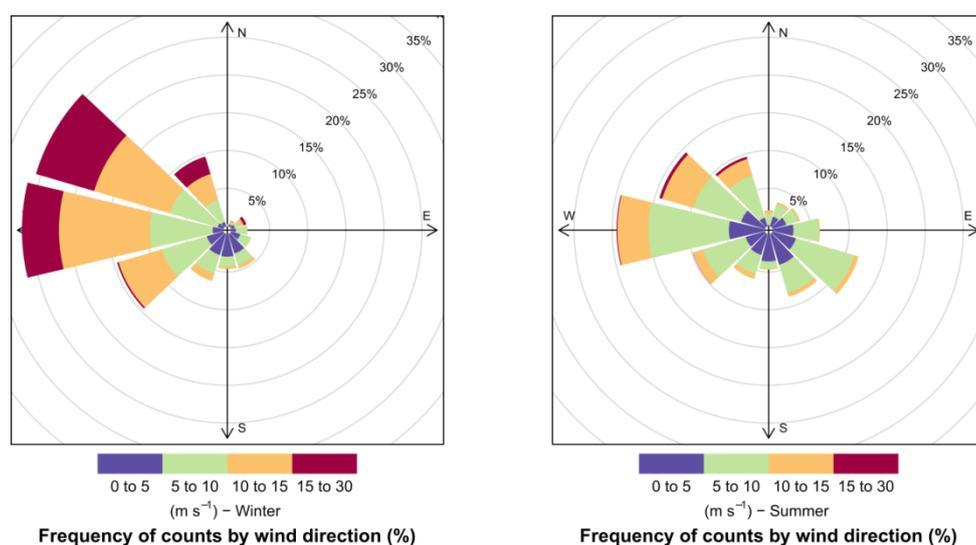 N
35%
30%
25%
20%
15%
10%
5%
E
S
0 to 5 5 to 10 10 to 15 15 to 30
(m s⁻¹) − Winter
Frequency of counts by wind direction (%)
N
35%
30%
25%
20%
15%
10%
5%
W
E
S
0 to 5 5 to 10 10 to 15 15 to 30
(m s⁻¹) − Summer
Frequency of counts by wind direction (%)